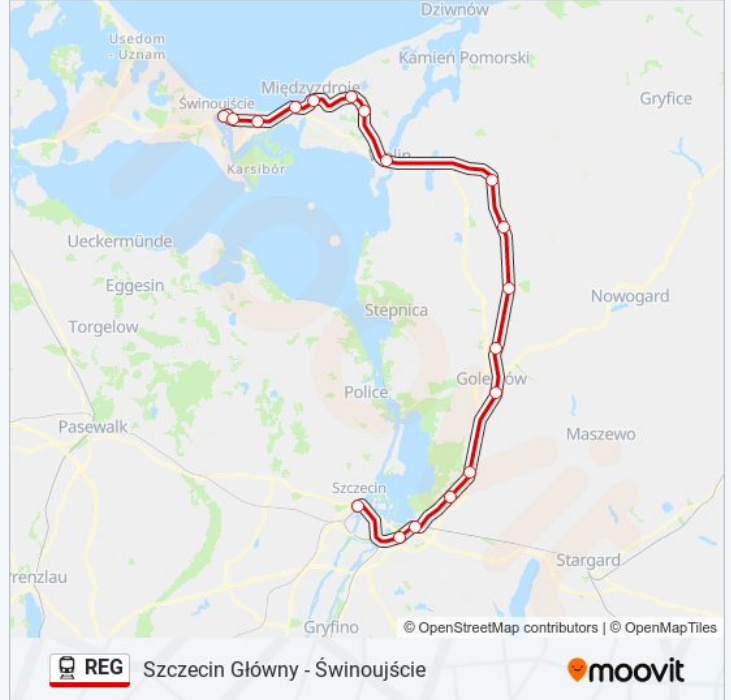 Dziwnów
Usedom
- Uznam
Kamień Pomorski
Międzyzdroje
Świnoujście
Gryfice
Karsibór
Ueckermünde
Eggesin
Nowogard
Stepnica
Torgelow
Police
Pasewalk
Maszewo
Szczecin
Stargard
Gryfino
© OpenStreetMap contributors | © OpenMapTiles
REG Szczecin Główny - Świnoujście
moovit